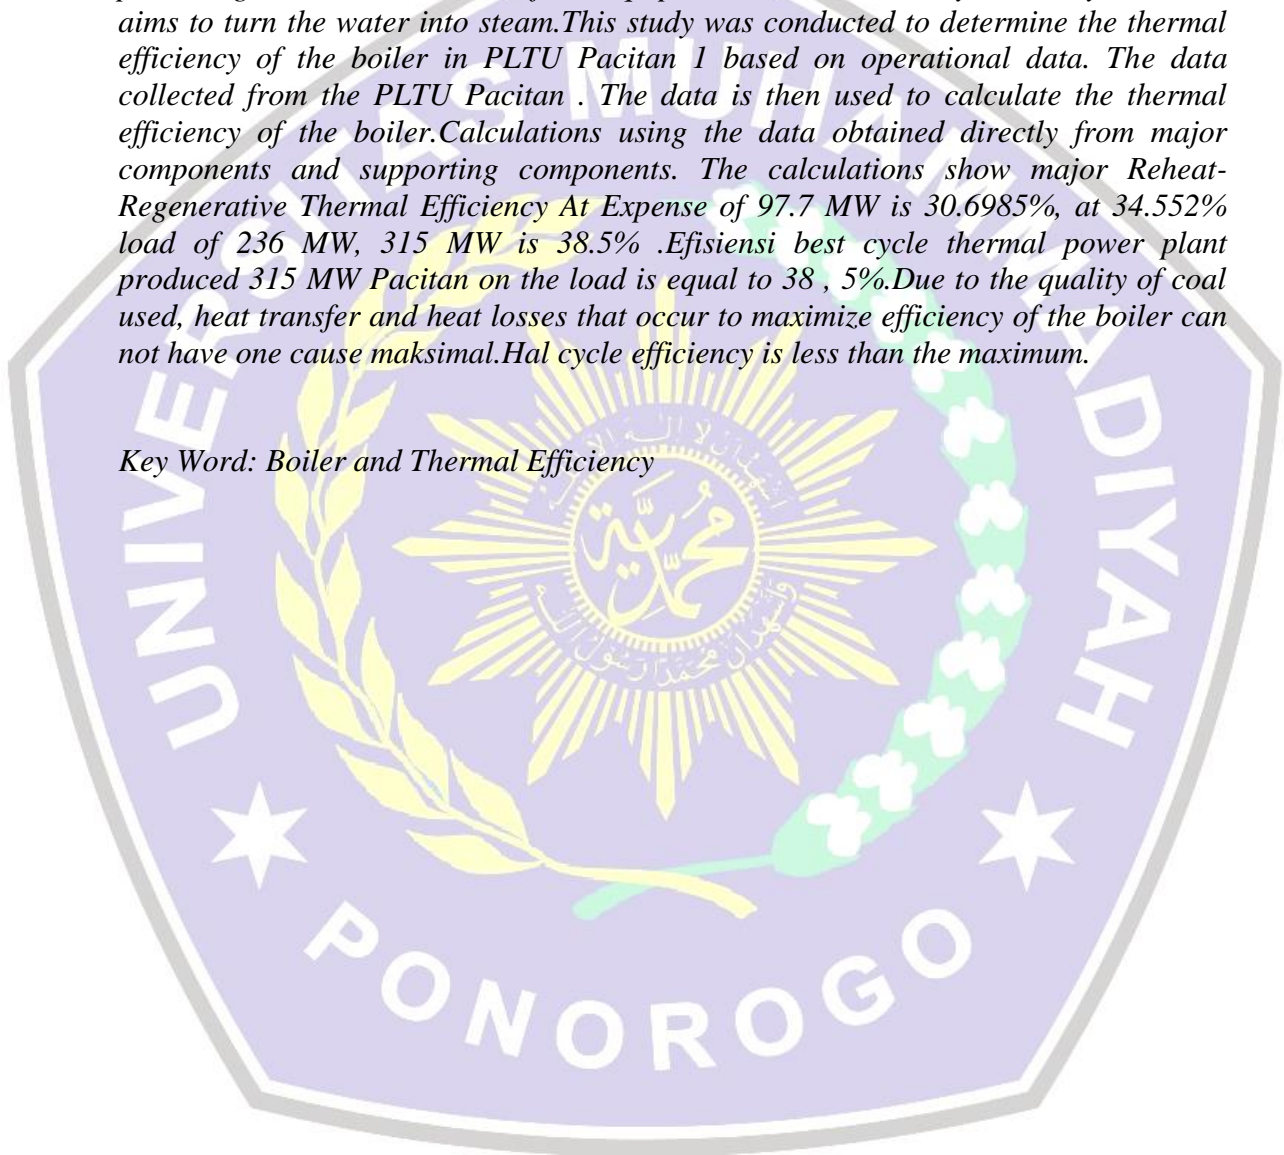 aims to turn the water into steam.This study was conducted to determine the thermal
efficiency of the boiler in PLTU Pacitan 1 based on operational data. The data
collected from the PLTU Pacitan . The data is then used to calculate the thermal
efficiency of the boiler.Calculations using the data obtained directly from major
components and supporting components. The calculations show major Reheat-
Regenerative Thermal Efficiency At Expense of 97.7 MW is 30.6985%, at 34.552%
load of 236 MW, 315 MW is 38.5% .Efisiensi best cycle thermal power plant
produced 315 MW Pacitan on the load is equal to 38 , 5%.Due to the quality of coal
used, heat transfer and heat losses that occur to maximize efficiency of the boiler can
not have one cause maksimal.Hal cycle efficiency is less than the maximum.
Key Word: Boiler and Thermal Efficiency
UNIVERSITAS MUHAMMADIYAH
محمدية
PONOROGO